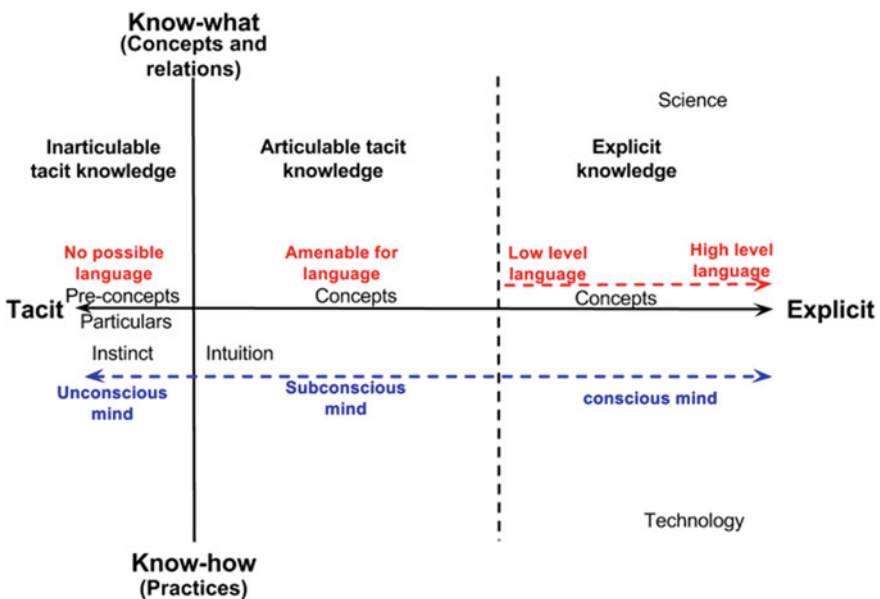 Know-what
(Concepts and
relations)
Science
Inarticulable
tacit knowledge
Articulable tacit
knowledge
Explicit
knowledge
No possible
language
Amenable for
language
Low level
language
High level
language
Pre-concepts
Concepts
Concepts
Tacit
Explicit
Particulars
Instinct
Intuition
Unconscious
mind
Subconscious
mind
conscious mind
Technology
Know-how
(Practices)